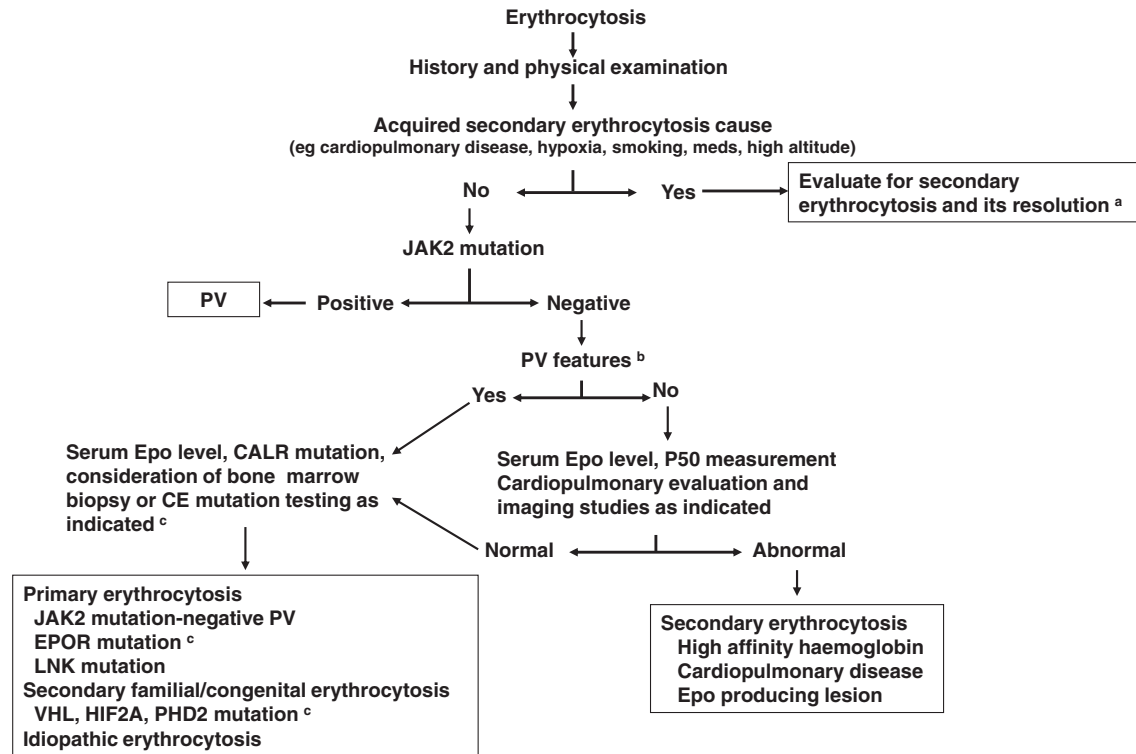 Erythrocytosis
History and physical examination
Acquired secondary erythrocytosis cause
(eg cardiopulmonary disease, hypoxia, smoking, meds, high altitude)
No
Yes
Evaluate for secondary
erythrocytosis and its resolution a
JAK2 mutation
PV
Positive
Negative
PV features b
Yes
No
Serum Epo level, CALR mutation,
consideration of bone marrow
biopsy or CE mutation testing as
indicated c
Serum Epo level, P50 measurement
Cardiopulmonary evaluation and
imaging studies as indicated
Normal
Abnormal
Primary erythrocytosis
JAK2 mutation-negative PV
EPOR mutation c
LNK mutation
Secondary familial/congenital erythrocytosis
VHL, HIF2A, PHD2 mutation c
Idiopathic erythrocytosis
Secondary erythrocytosis
High affinity haemoglobin
Cardiopulmonary disease
Epo producing lesion